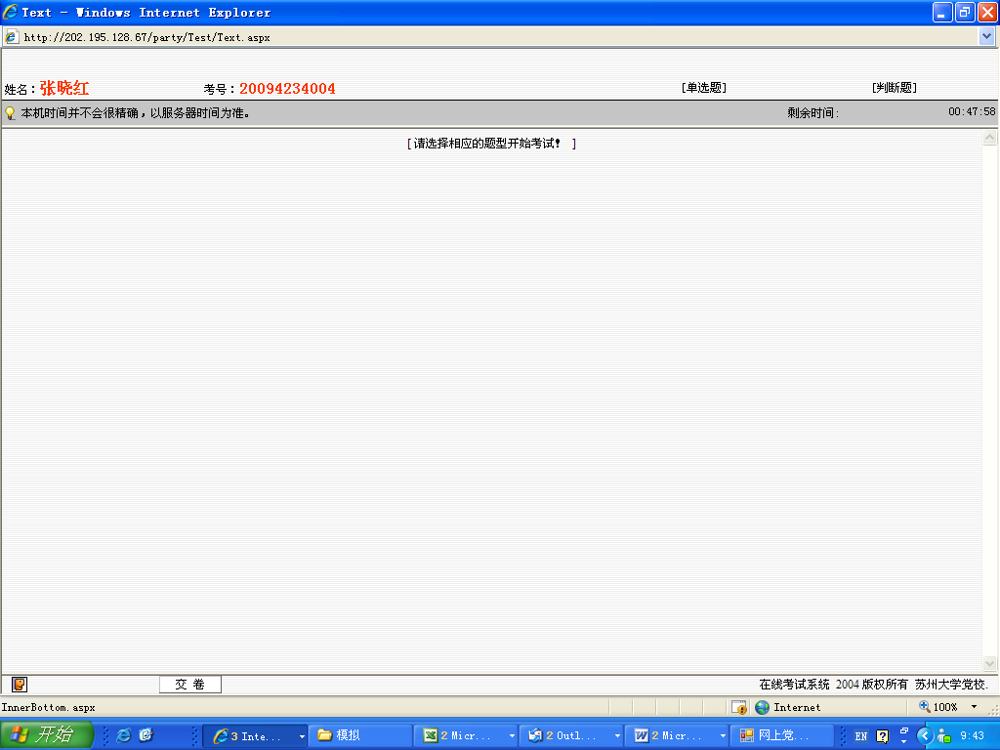 Text - Windows Internet Explorer
http://202.195.128.67/party/Test/Text.aspx
姓名：张晓红 考号：20094234004 [单选题] [判断题]
本机时间并不会很精确，以服务器时间为准。 剩余时间: 00:47:58
[请选择相应的题型开始考试！ ]
交 卷 在线考试系统 2004 版权所有 苏州大学党校.
InnerBottom.aspx Internet 100%
开始 3 Inte... 模拟 2 Micr... 2 Outl... 2 Micr... 网上党... EN 9:43